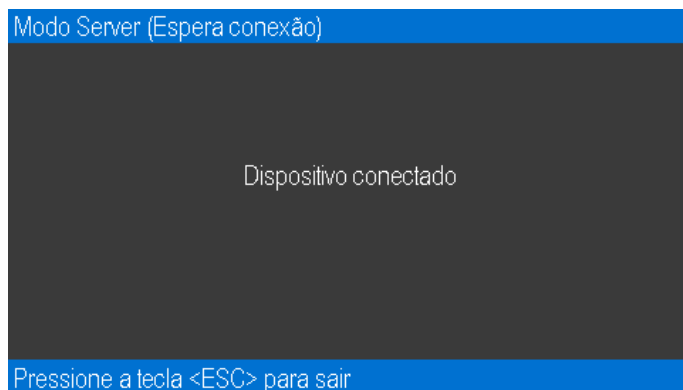 Modo Server (Espera conexão)
Dispositivo conectado
Pressione a tecla <ESC> para sair